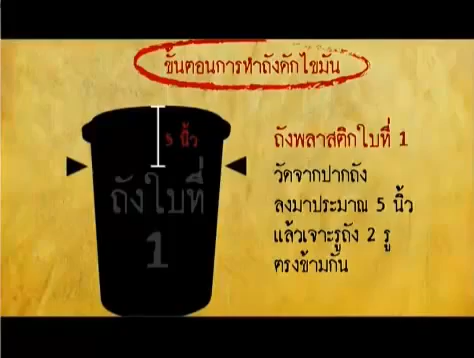 ขั้นตอนการทำถังดักไขมัน
5 นิ้ว
ถังใบที่
1
ถังพลาสติกใบที่ 1
วัดจากปากถัง
ลงมาประมาณ 5 นิ้ว
แล้วเจาะรูถัง 2 รู
ตรงข้ามกัน